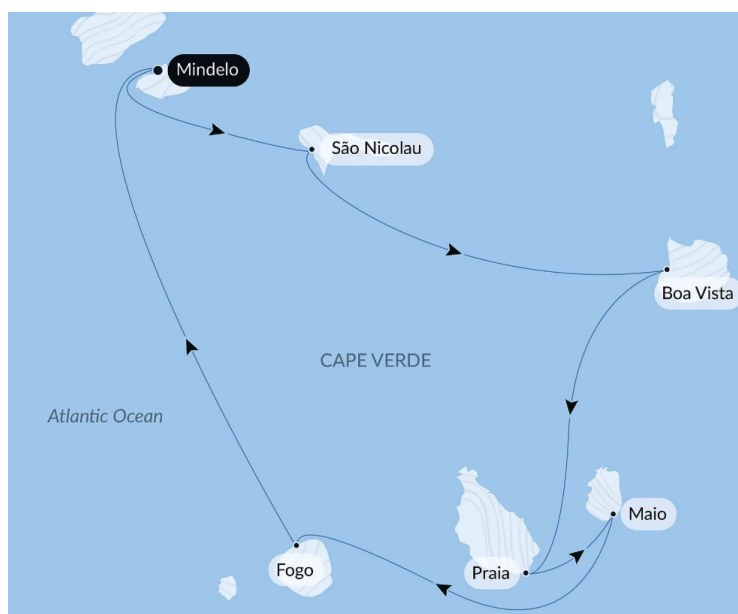 Mindelo
São Nicolau
Boa Vista
CAPE VERDE
Atlantic Ocean
Maio
Fogo
Praia